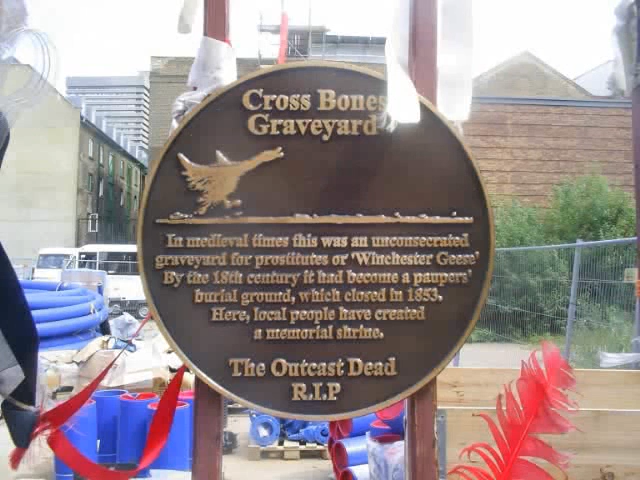 Cross Bones
Graveyard
In medieval times this was an unconsecrated
graveyard for prostitutes or 'Winchester Geese'
By the 18th century it had become a paupers'
burial ground, which closed in 1853.
Here, local people have created
a memorial shrine.
The Outcast Dead
R.I.P